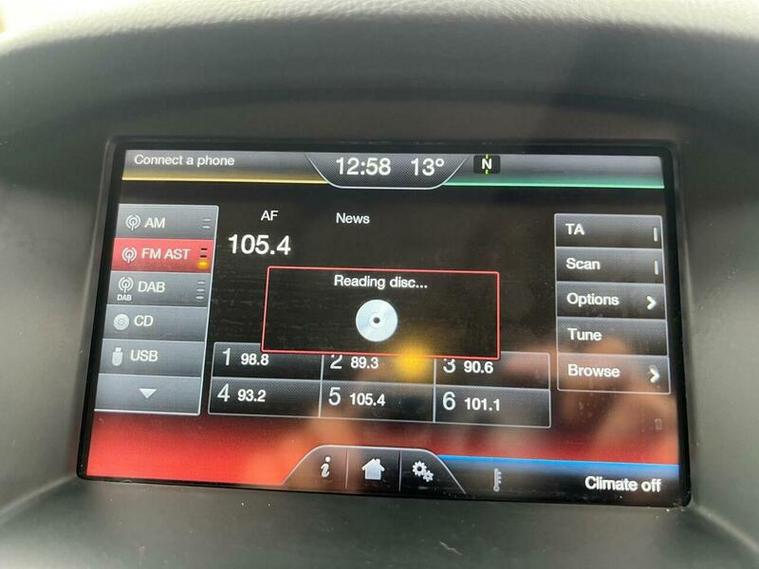 Connect a phone
12:58 13° N
AM
FM AST
DAB
DAB
CD
USB
AF News
105.4
Reading disc...
1 98.8 2 89.3 3 90.6
4 93.2 5 105.4 6 101.1
TA
Scan
Options
Tune
Browse
i
Climate off